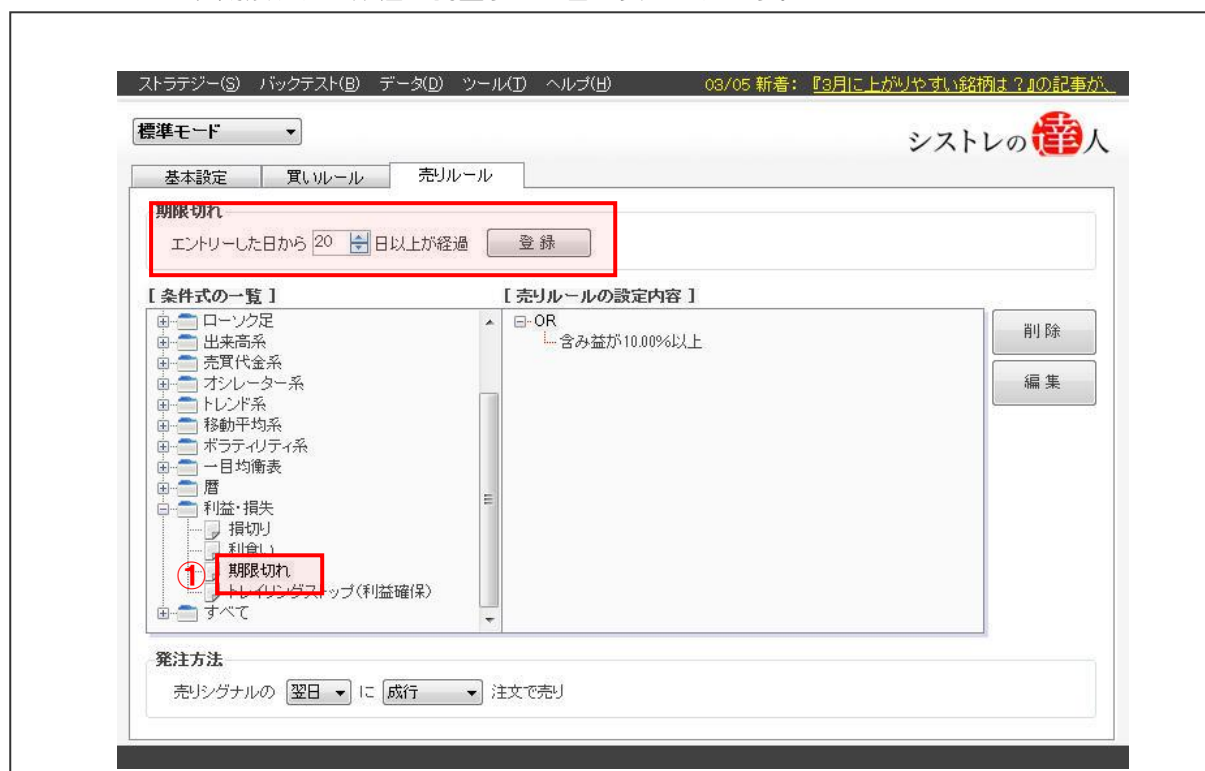 ストラテジー(S) バックテスト(B) データ(D) ツール(T) ヘルプ(H) 03/05 新着: 『3月に上がりやすい銘柄は？』の記事が、
標準モード
シストレの達人
基本設定 買いルール 売りルール
期限切れ
エントリーした日から 20 日以上が経過 登録
[ 条件式の一覧 ] [ 売りルールの設定内容 ]
ローソク足
OR
出来高系
含み益が10.00%以上
削除
売買代金系
オシレーター系
編集
トレンド系
移動平均系
ボラティリティ系
一目均衡表
暦
利益・損失
損切り
利食い
① 期限切れ
トレイリングストップ(利益確保)
すべて
発注方法
売りシグナルの 翌日 に 成行 注文で売り